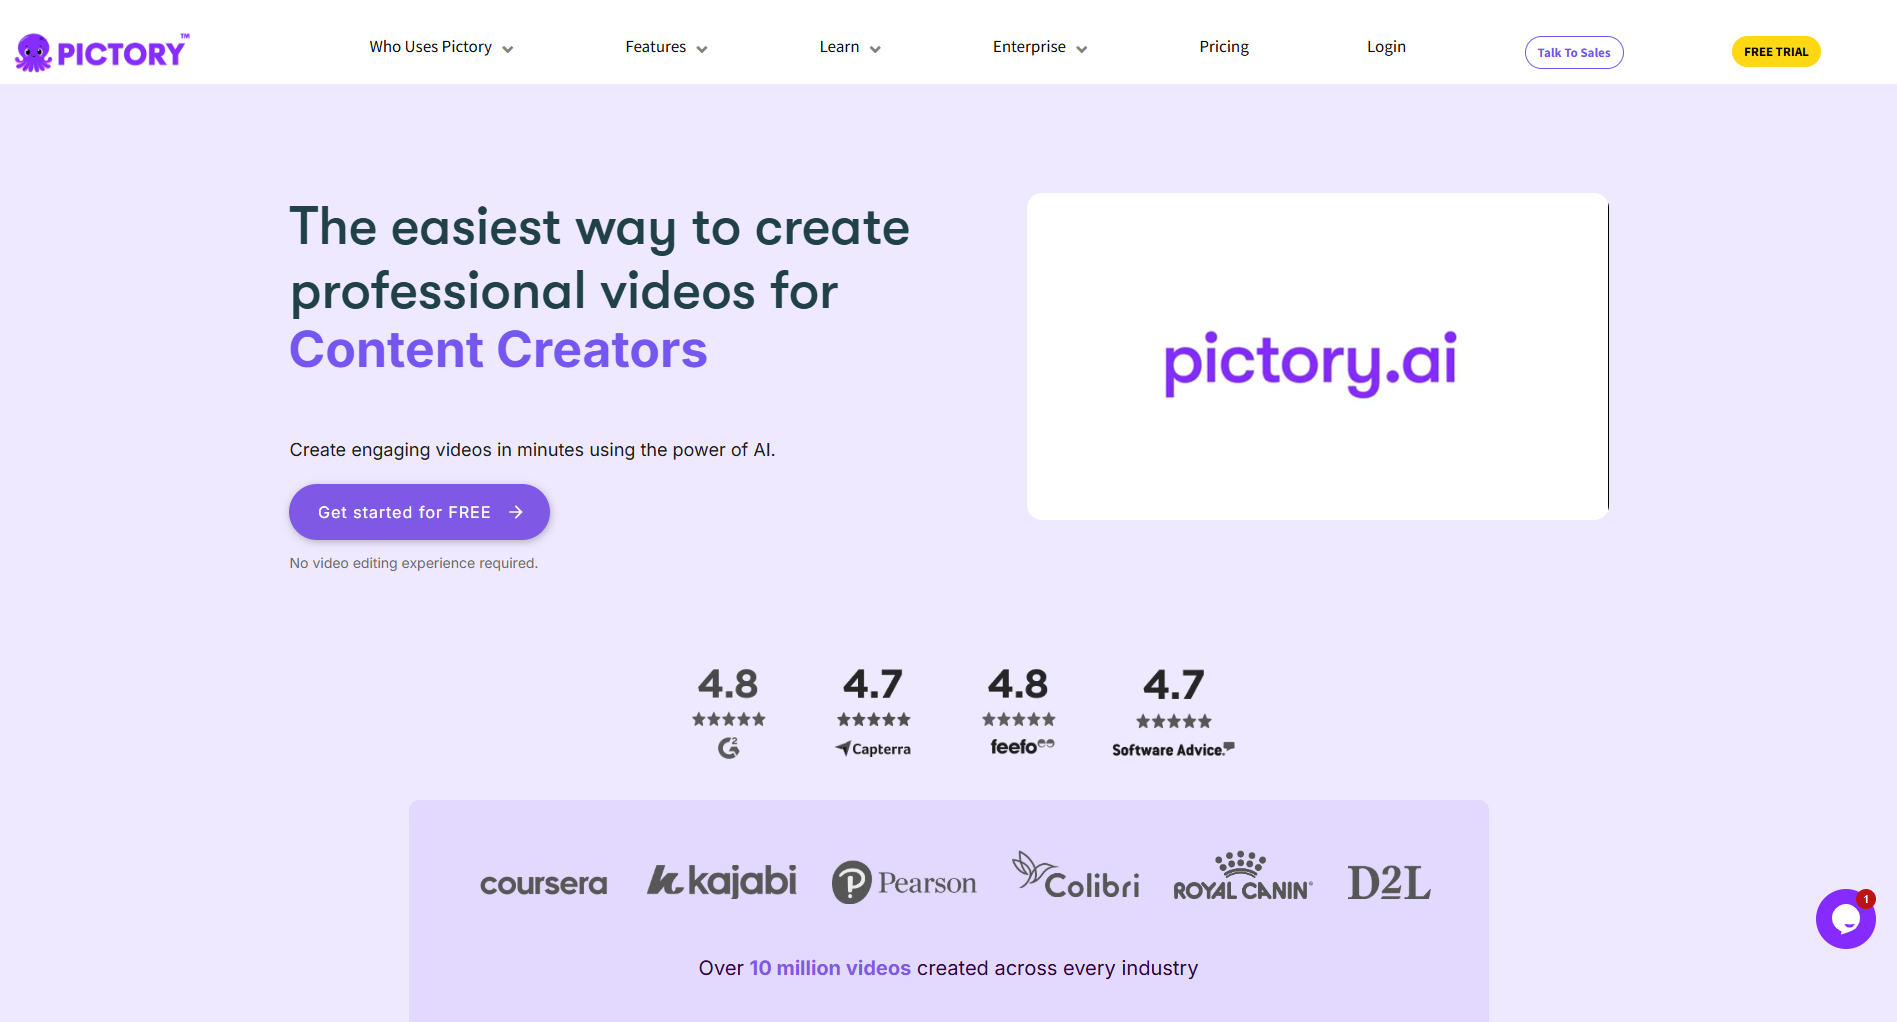 PICTORY™
Who Uses Pictory
Features
Learn
Enterprise
Pricing
Login
Talk To Sales
FREE TRIAL
The easiest way to create
professional videos for
Content Creators
Create engaging videos in minutes using the power of AI.
Get started for FREE
No video editing experience required.
pictory.ai
4.8
4.7
4.8
4.7
G2
Capterra
feefo
Software Advice.
coursera
kajabi
Pearson
Colibri
ROYAL CANIN®
D2L
Over 10 million videos created across every industry
1